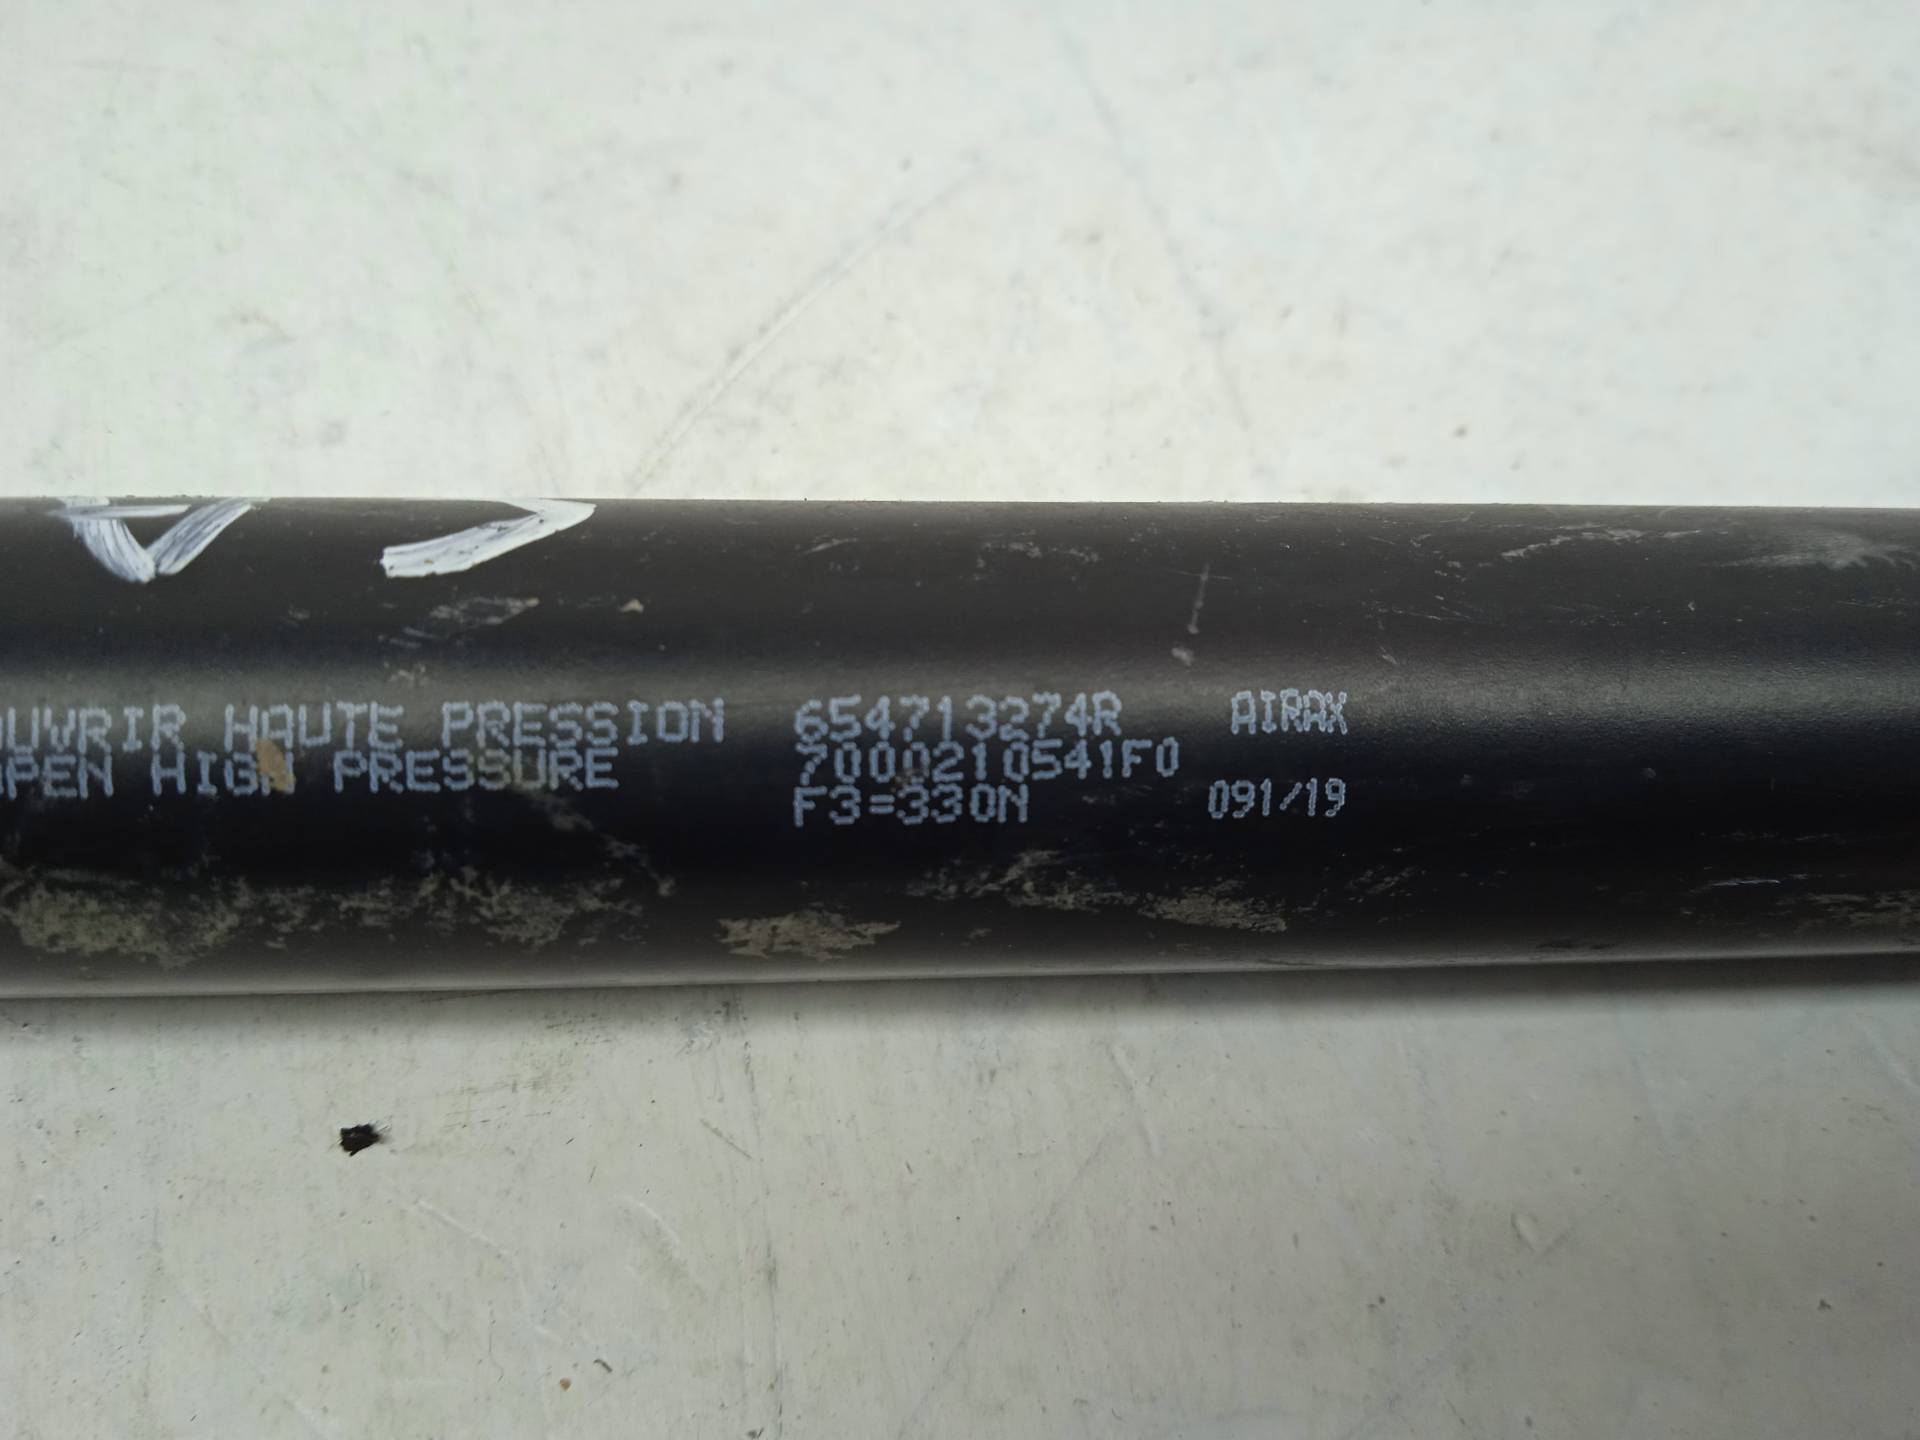 OUVRIR HAUTE PRESSION 654713274R AIRAX
OPEN HIGH PRESSURE 7000210541F0
F3=330N 091/19